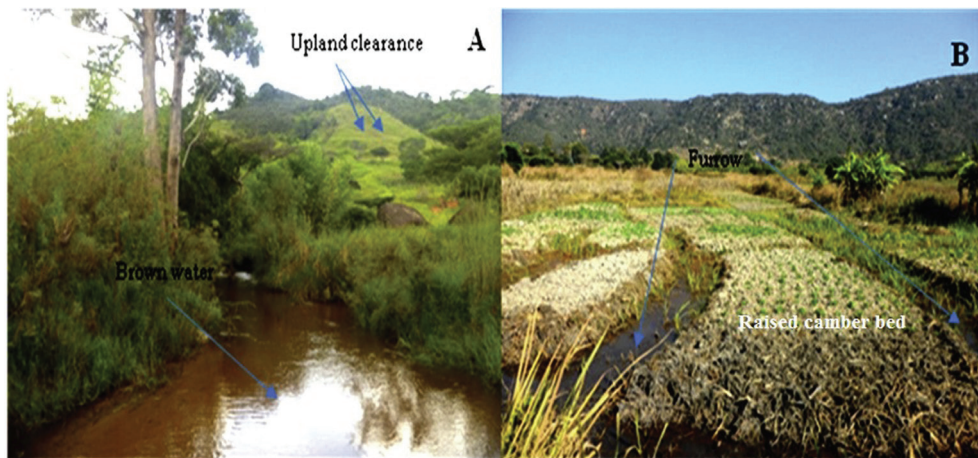 Upland clearance
A
Brown water
B
Furrow
Raised camber bed